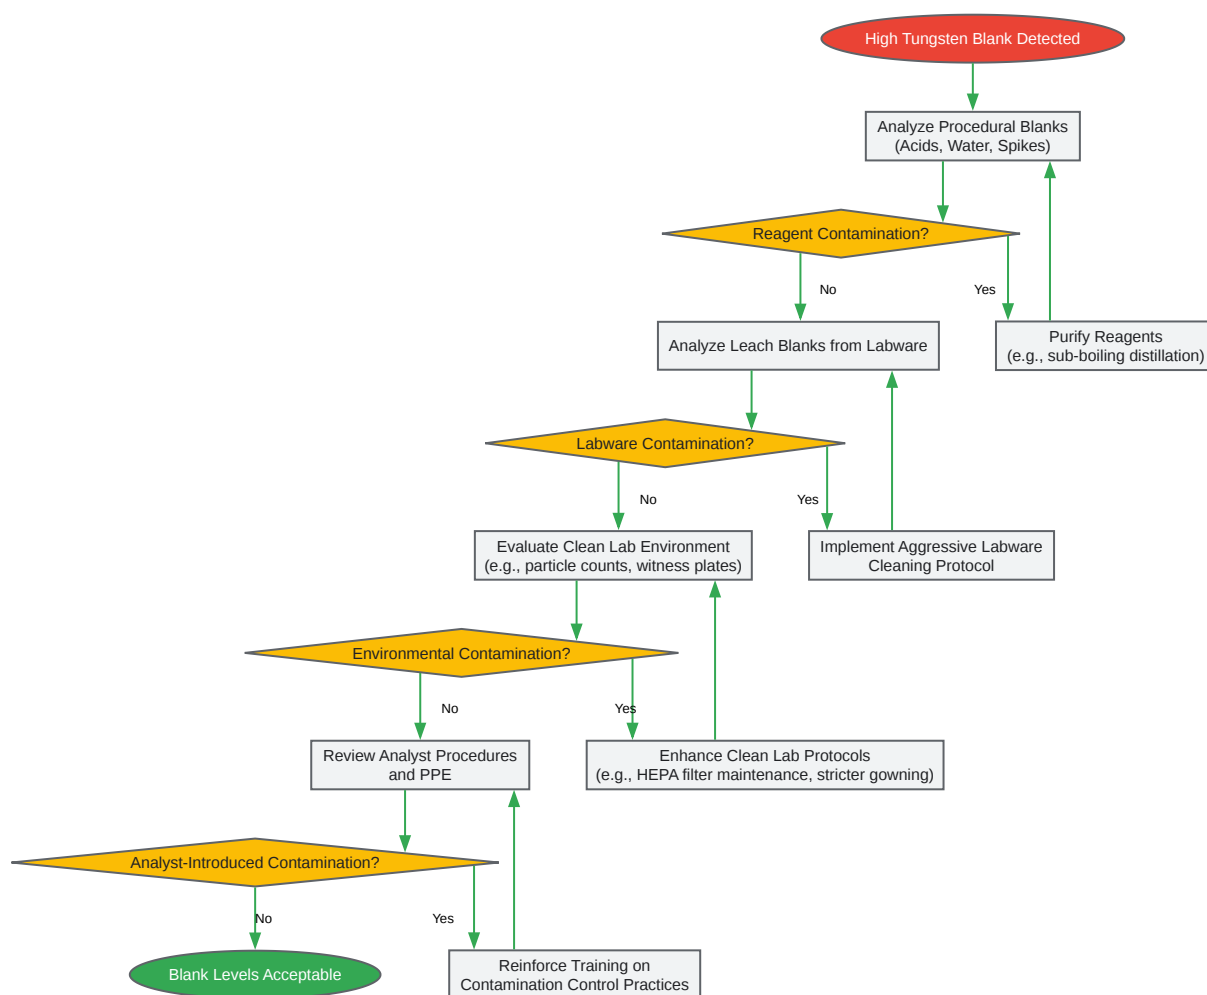 High Tungsten Blank Detected
Analyze Procedural Blanks
(Acids, Water, Spikes)
Reagent Contamination?
No
Yes
Analyze Leach Blanks from Labware
Purify Reagents
(e.g., sub-boiling distillation)
Labware Contamination?
No
Yes
Evaluate Clean Lab Environment
(e.g., particle counts, witness plates)
Implement Aggressive Labware
Cleaning Protocol
Environmental Contamination?
No
Yes
Review Analyst Procedures
and PPE
Enhance Clean Lab Protocols
(e.g., HEPA filter maintenance, stricter gowning)
Analyst-Introduced Contamination?
No
Yes
Blank Levels Acceptable
Reinforce Training on
Contamination Control Practices